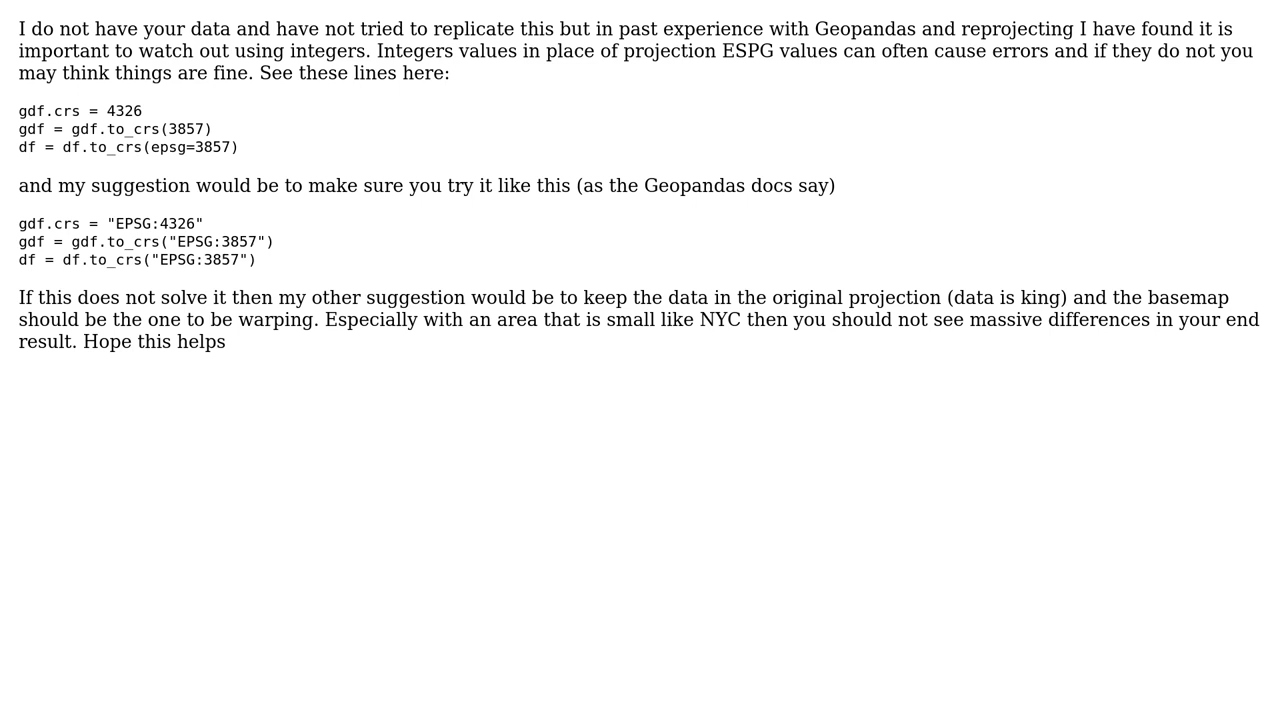 I do not have your data and have not tried to replicate this but in past experience with Geopandas and reprojecting I have found it is
important to watch out using integers. Integers values in place of projection ESPG values can often cause errors and if they do not you
may think things are fine. See these lines here:
gdf.crs = 4326
gdf = gdf.to_crs(3857)
df = df.to_crs(epsg=3857)
and my suggestion would be to make sure you try it like this (as the Geopandas docs say)
gdf.crs = "EPSG:4326"
gdf = gdf.to_crs("EPSG:3857")
df = df.to_crs("EPSG:3857")
If this does not solve it then my other suggestion would be to keep the data in the original projection (data is king) and the basemap
should be the one to be warping. Especially with an area that is small like NYC then you should not see massive differences in your end
result. Hope this helps